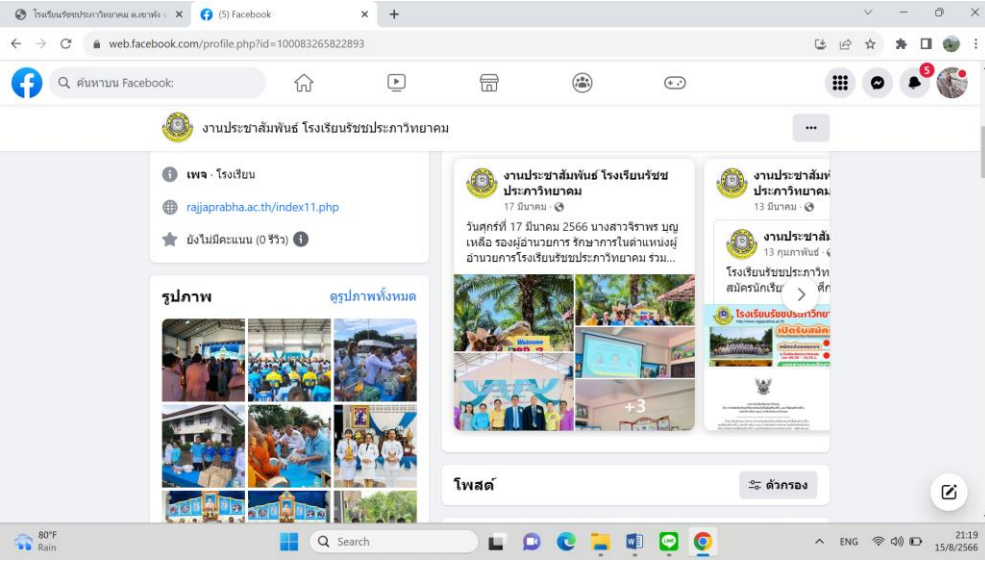 โรงเรียนรัชชประภาวิทยาคม ต.เขาพัง
(5) Facebook
web.facebook.com/profile.php?id=100083265822893
ค้นหาบน Facebook:
5
งานประชาสัมพันธ์ โรงเรียนรัชชประภาวิทยาคม
เพจ · โรงเรียน
rajjaprabha.ac.th/index11.php
ยังไม่มีคะแนน (0 รีวิว)
รูปภาพ
ดูรูปภาพทั้งหมด
งานประชาสัมพันธ์ โรงเรียนรัชช
ประภาวิทยาคม
17 มีนาคม ·
วันศุกร์ที่ 17 มีนาคม 2566 นางสาวจิราพร บุญ
เหลือ รองผู้อำนวยการ รักษาการในตำแหน่งผู้
อำนวยการโรงเรียนรัชชประภาวิทยาคม ร่วม...
Welcome
+3
งานประชาสัมพั
ประภาวิทยาคม
13 มีนาคม ·
งานประชาสั
13 กุมภาพันธ์ ·
โรงเรียนรัชชประภาวิท
สมัครนักเรีย
โรงเรียนรัชชประภาวิทยา
เปิดรับสมัค
โพสต์
ตัวกรอง
80°F
Rain
Search
ENG
21:19
15/8/2566